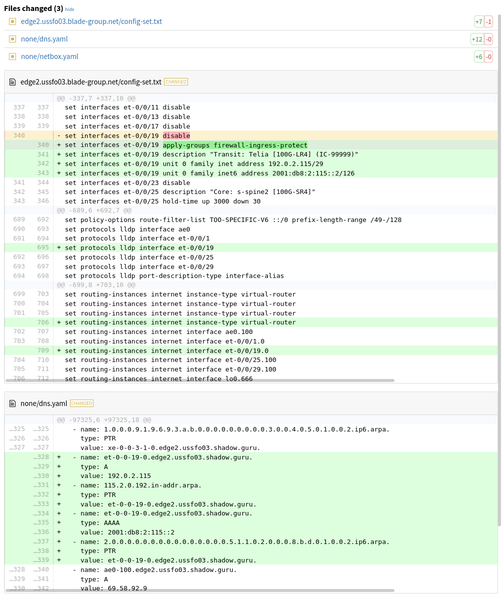 Files changed (3) hide
edge2.ussfo03.blade-group.net/config-set.txt +7 -1
none/dns.yaml +12 -0
none/netbox.yaml +6 -0
edge2.ussfo03.blade-group.net/config-set.txt CHANGED
@@ -337,7 +337,10 @@
337 337 set interfaces et-0/0/11 disable
338 338 set interfaces et-0/0/13 disable
339 339 set interfaces et-0/0/17 disable
340 - set interfaces et-0/0/19 disable
340 + set interfaces et-0/0/19 apply-groups firewall-ingress-protect
341 + set interfaces et-0/0/19 description "Transit: Telia [100G-LR4] (IC-99999)"
342 + set interfaces et-0/0/19 unit 0 family inet address 192.0.2.115/29
343 + set interfaces et-0/0/19 unit 0 family inet6 address 2001:db8:2:115::2/126
341 344 set interfaces et-0/0/23 disable
342 345 set interfaces et-0/0/25 description "Core: s-spine2 [100G-SR4]"
343 346 set interfaces et-0/0/25 hold-time up 3000 down 30
@@ -689,6 +692,7 @@
689 692 set policy-options route-filter-list TOO-SPECIFIC-V6 ::/0 prefix-length-range /49-/128
690 693 set protocols lldp interface ae0
691 694 set protocols lldp interface et-0/0/1
695 + set protocols lldp interface et-0/0/19
692 696 set protocols lldp interface et-0/0/25
693 697 set protocols lldp interface et-0/0/29
694 698 set protocols lldp port-description-type interface-alias
@@ -699,8 +703,10 @@
699 703 set routing-instances internet instance-type virtual-router
700 704 set routing-instances internet instance-type virtual-router
701 705 set routing-instances internet instance-type virtual-router
706 + set routing-instances internet instance-type virtual-router
702 707 set routing-instances internet interface ae0.100
703 708 set routing-instances internet interface et-0/0/1.0
709 + set routing-instances internet interface et-0/0/19.0
704 710 set routing-instances internet interface et-0/0/25.100
705 711 set routing-instances internet interface et-0/0/29.100
706 712 set routing-instances internet interface lo0.666
none/dns.yaml CHANGED
@@ -97325,6 +97325,18 @@
…325 …325 - name: 1.0.0.0.9.1.9.6.9.3.a.b.0.0.0.0.0.0.0.0.3.0.0.4.0.5.0.1.0.0.2.ip6.arpa.
…326 …326 type: PTR
…327 …327 value: xe-0-0-3-1-0.edge2.ussfo03.shadow.guru.
…328 + - name: et-0-0-19-0.edge2.ussfo03.shadow.guru.
…329 + type: A
…330 + value: 192.0.2.115
…331 + - name: 115.2.0.192.in-addr.arpa.
…332 + type: PTR
…333 + value: et-0-0-19-0.edge2.ussfo03.shadow.guru.
…334 + - name: et-0-0-19-0.edge2.ussfo03.shadow.guru.
…335 + type: AAAA
…336 + value: 2001:db8:2:115::2
…337 + - name: 2.0.0.0.0.0.0.0.0.0.0.0.0.0.0.0.5.1.1.0.2.0.0.0.8.b.d.0.1.0.0.2.ip6.arpa.
…338 + type: PTR
…339 + value: et-0-0-19-0.edge2.ussfo03.shadow.guru.
…328 …340 - name: ae0-100.edge2.ussfo03.shadow.guru.
…329 …341 type: A
…330 …342 value: 69.58.92.9